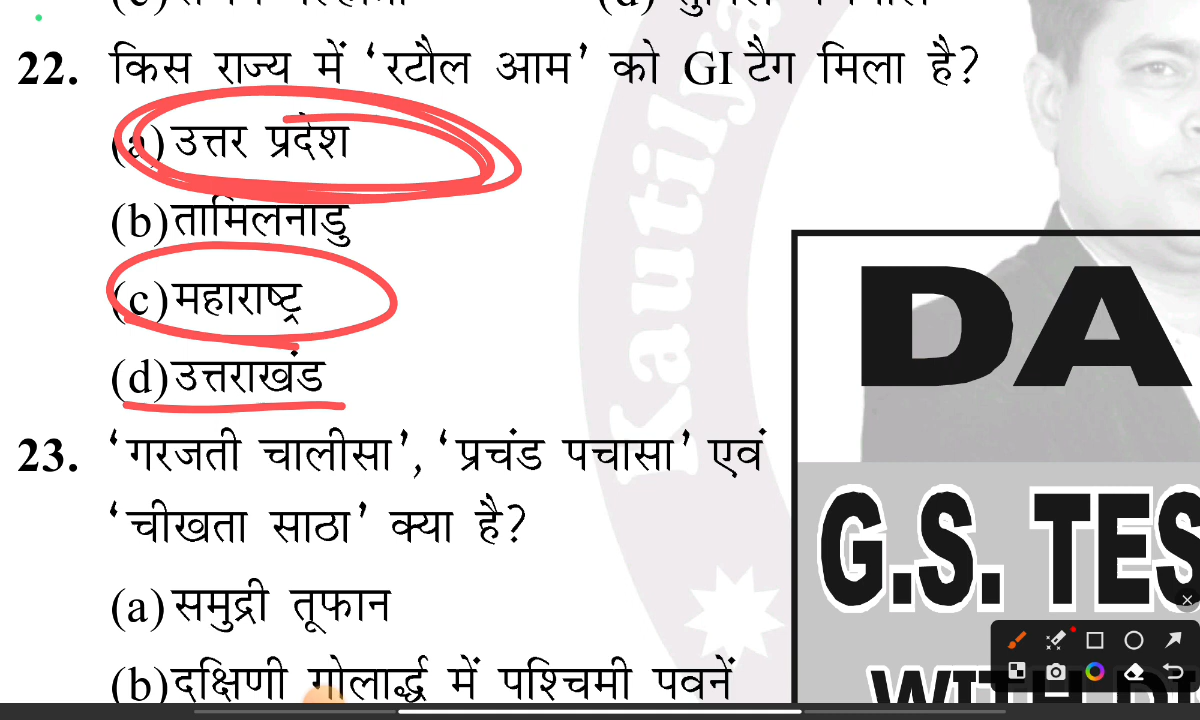 22. किस राज्य में ‘रटौल आम’ को GI टैग मिला है?
(a) उत्तर प्रदेश
(b) तामिलनाडु
(c) महाराष्ट्र
(d) उत्तराखंड
23. ‘गरजती चालीसा’, ‘प्रचंड पचासा’ एवं
‘चीखता साठा’ क्या है?
(a) समुद्री तूफान
(b) दक्षिणी गोलार्द्ध में पश्चिमी पवनें
Kautilya
DA
G.S. TES